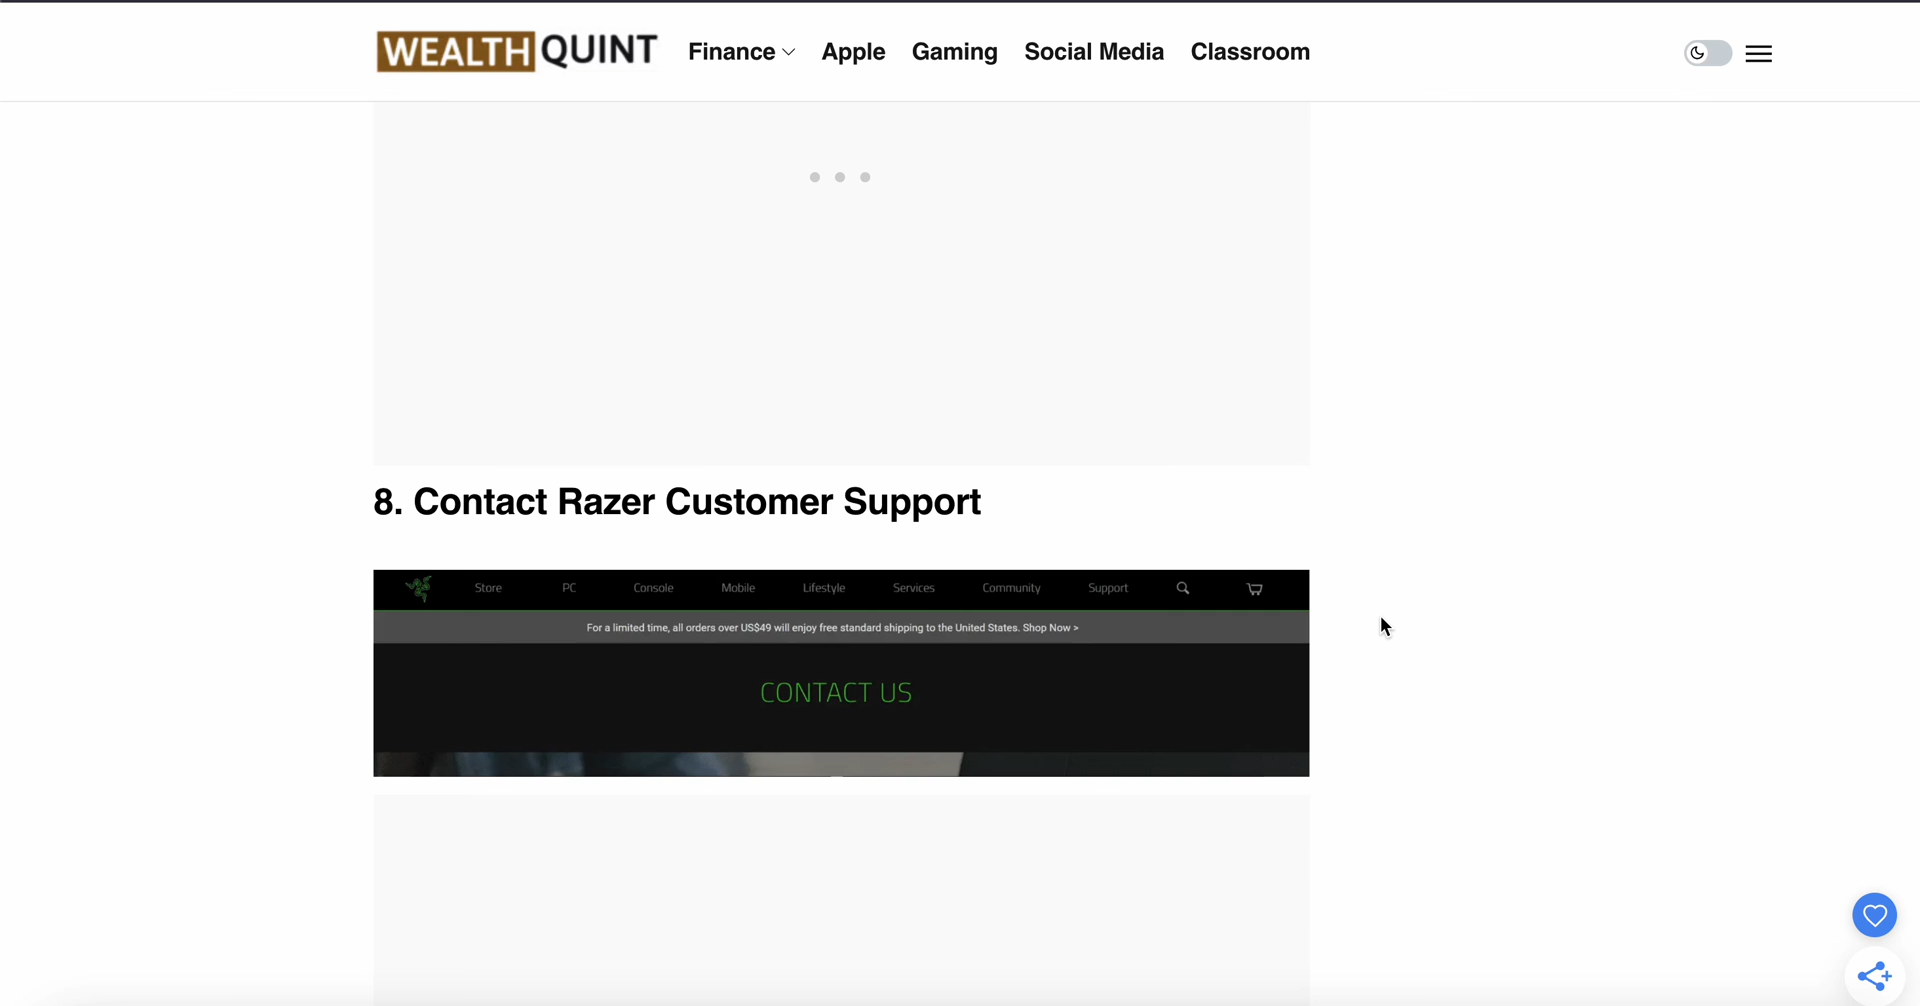 WEALTH QUINT Finance Apple Gaming Social Media Classroom
8. Contact Razer Customer Support
Store PC Console Mobile Lifestyle Services Community Support
For a limited time, all orders over US$49 will enjoy free standard shipping to the United States. Shop Now >
CONTACT US